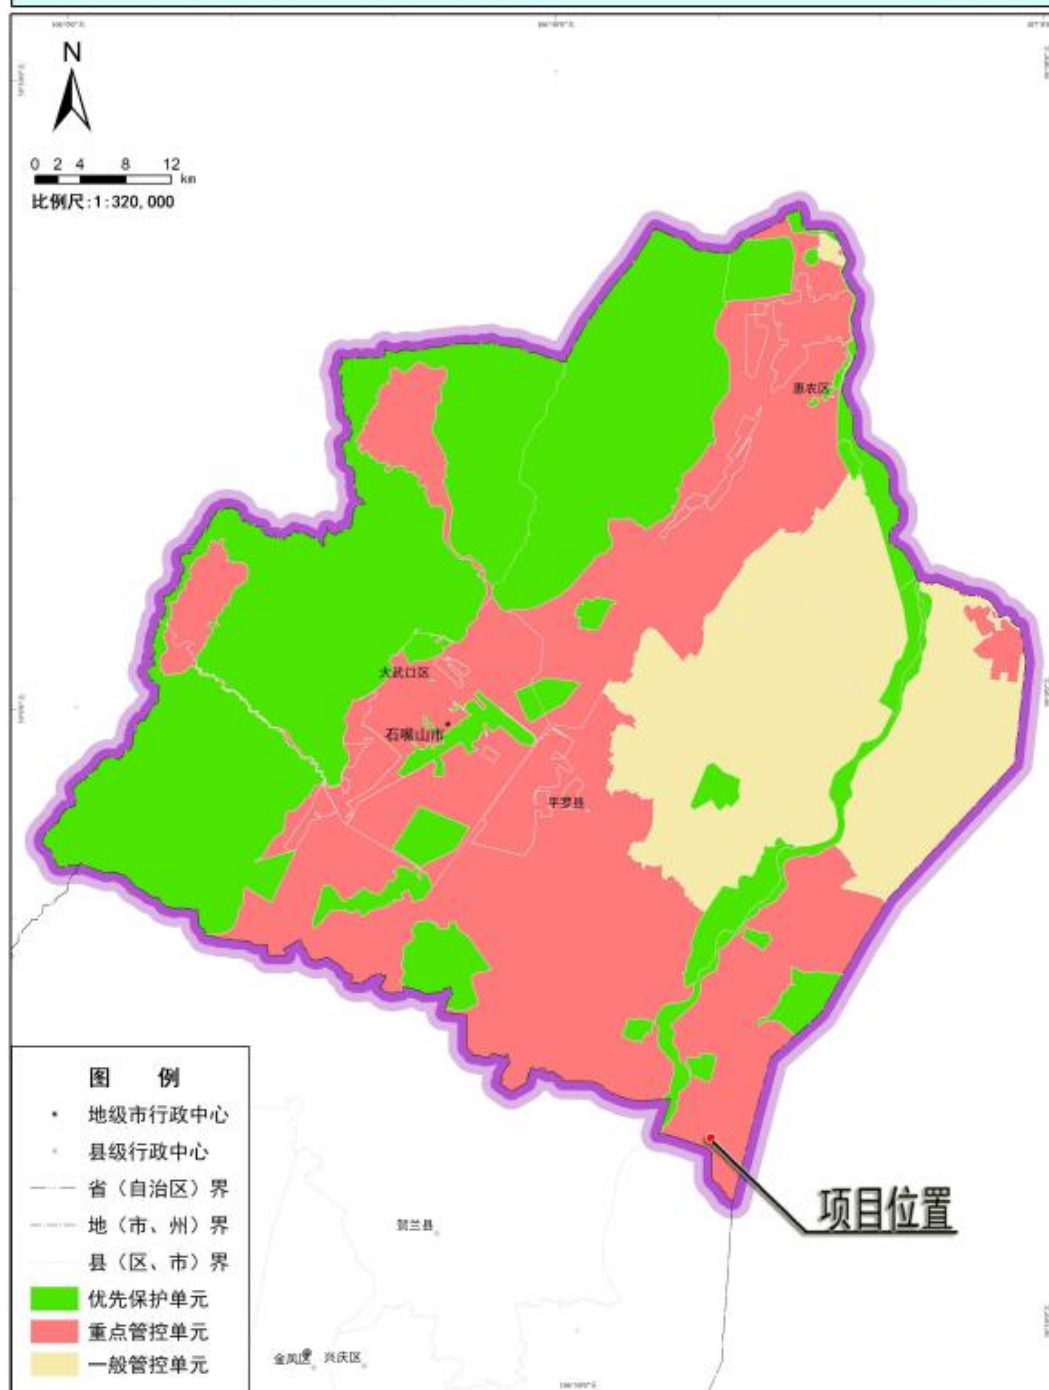 N
0 2 4 8 12
km
比例尺:1:320,000
惠农区
大武口区
石嘴山市
平罗县
项目位置
贺兰县
金凤区
兴庆区
图 例
地级市行政中心
县级行政中心
省（自治区）界
地（市、州）界
县（区、市）界
优先保护单元
重点管控单元
一般管控单元